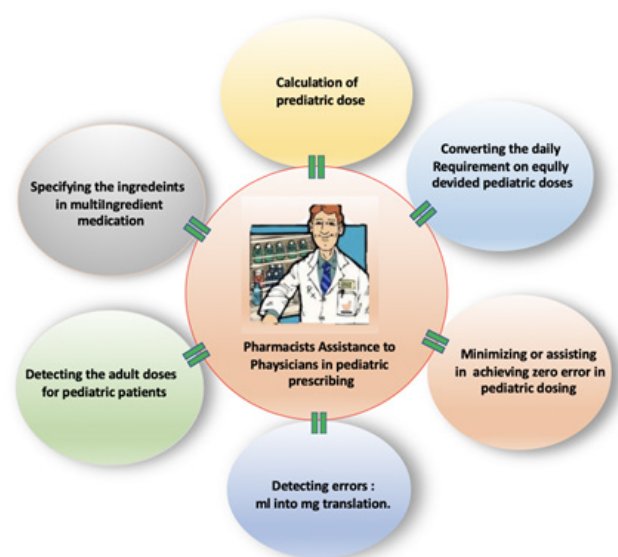 Calculation of
prediatric dose
Converting the daily
Requirement on eqully
devided pediatric doses
Specifying the ingredeints
in multiIngredient
medication
Pharmacists Assistance to
Phaysicians in pediatric
prescribing
Minimizing or assisting
in achieving zero error in
pediatric dosing
Detecting the adult doses
for pediatric patients
Detecting errors :
ml into mg translation.